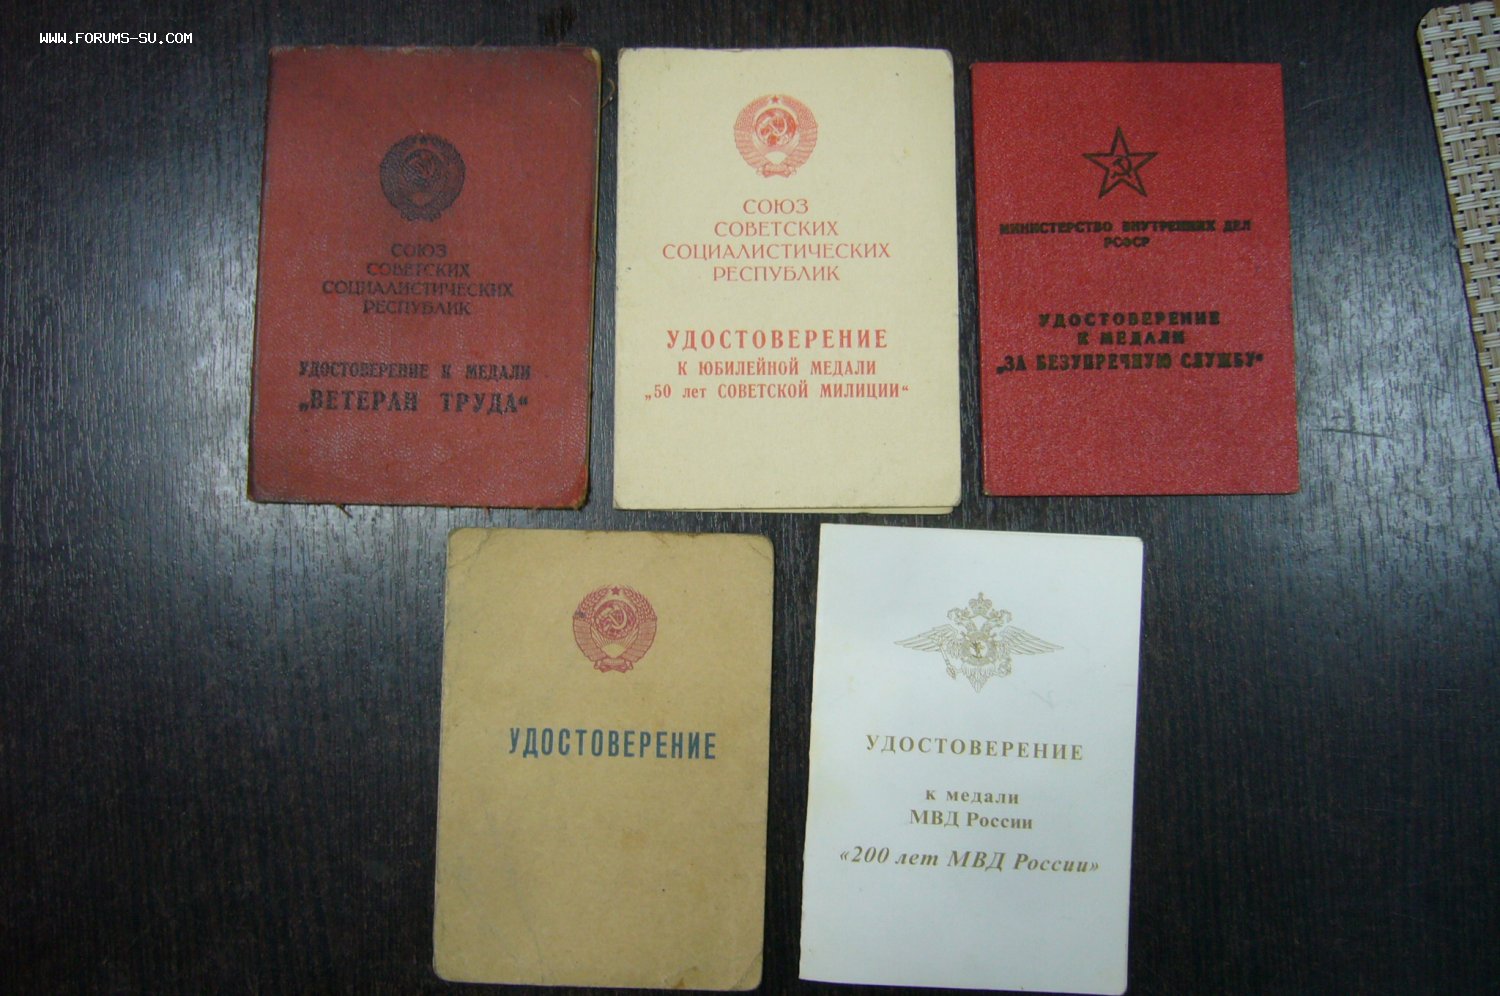 WWW.FORUMS-SU.COM
СОЮЗ
СОВЕТСКИХ
СОЦИАЛИСТИЧЕСКИХ
РЕСПУБЛИК
УДОСТОВЕРЕНИЕ К МЕДАЛИ
„ВЕТЕРАН ТРУДА“
СОЮЗ
СОВЕТСКИХ
СОЦИАЛИСТИЧЕСКИХ
РЕСПУБЛИК
УДОСТОВЕРЕНИЕ
К ЮБИЛЕЙНОЙ МЕДАЛИ
„50 лет СОВЕТСКОЙ МИЛИЦИИ“
МИНИСТЕРСТВО ВНУТРЕННИХ ДЕЛ
РСФСР
УДОСТОВЕРЕНИЕ
К МЕДАЛИ
„ЗА БЕЗУПРЕЧНУЮ СЛУЖБУ“
УДОСТОВЕРЕНИЕ
УДОСТОВЕРЕНИЕ
к медали
МВД России
«200 лет МВД России»